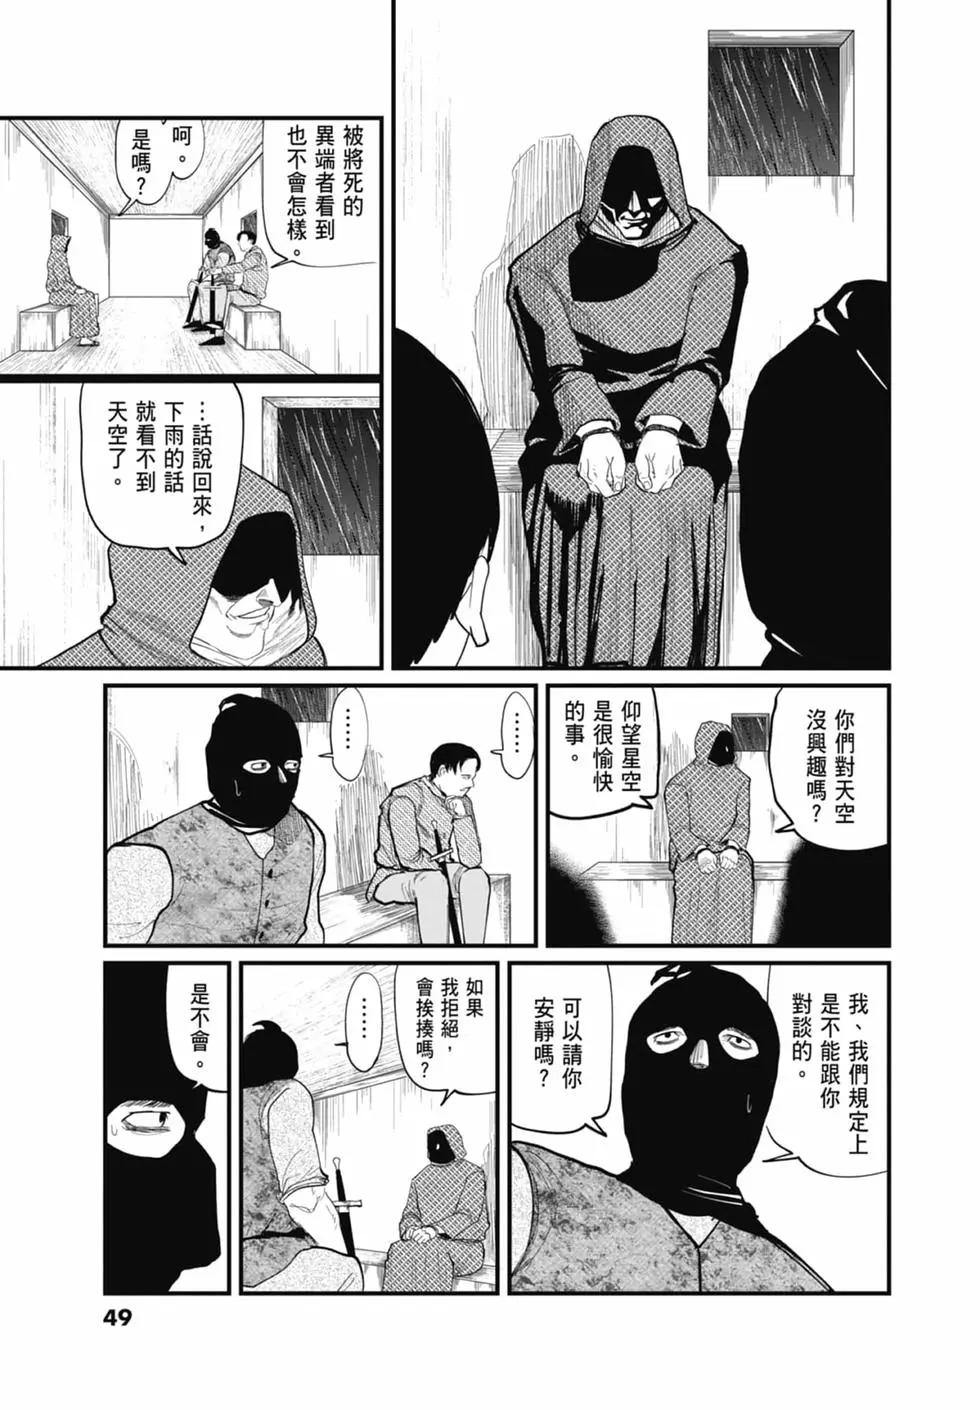 被將死的
異端者看到
也不會怎樣。
呵。
是嗎？
…話說回來，
下雨的話
就看不到
天空了。
你們對天空
沒興趣嗎？
仰望星空
是很愉快
的事。
……
……
我、我們規定上
是不能跟你
對談的。
可以請你
安靜嗎？
如果
我拒絕，
會挨揍嗎？
……
是不會。
49